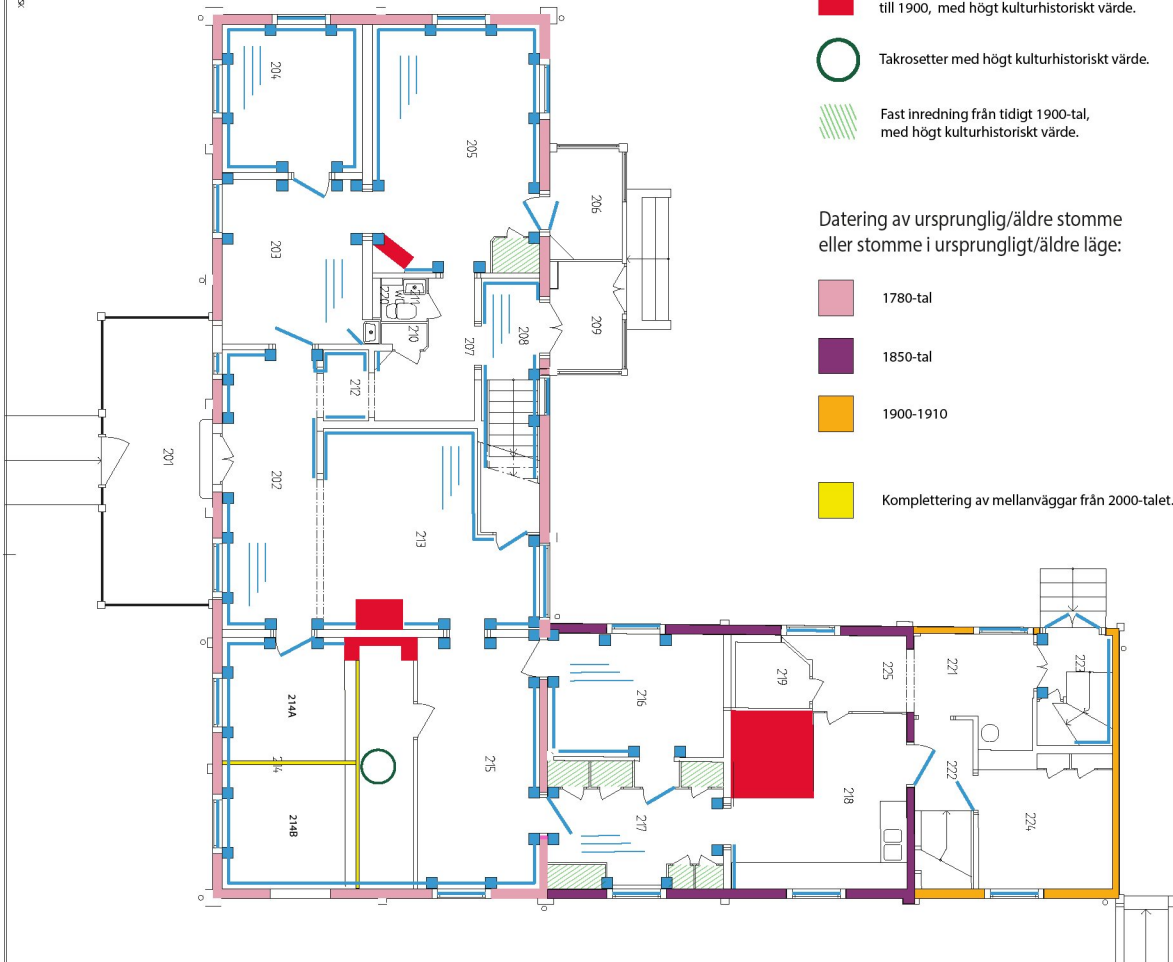 till 1900, med högt kulturhistoriskt värde.
Takrosetter med högt kulturhistoriskt värde.
Fast inredning från tidigt 1900-tal,
med högt kulturhistoriskt värde.
Datering av ursprunglig/äldre stomme
eller stomme i ursprungligt/äldre läge:
1780-tal
1850-tal
1900-1910
Komplettering av mellanväggar från 2000-talet.
204
205
206
203
220
WC
211
210
207
208
209
212
201
202
213
214A
214
214B
215
216
217
219
225
218
221
223
222
224